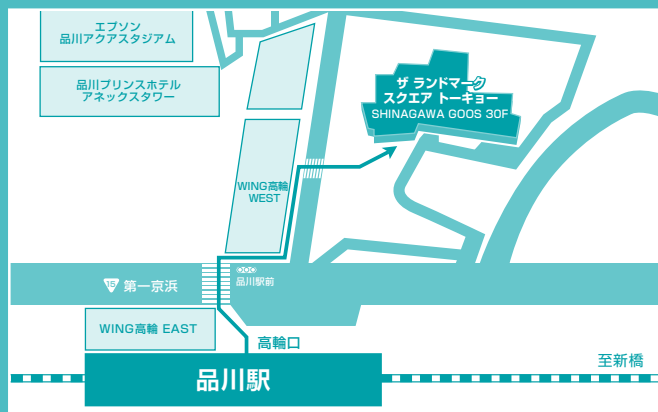 エプソン
品川アクアスタジアム
品川プリンスホテル
アネックスタワー
ザ ランドマーク
スクエア トーキョー
SHINAGAWA GOOS 30F
WING高輪
WEST
15 第一京浜
品川駅前
WING高輪 EAST
高輪口
至新橋
品川駅